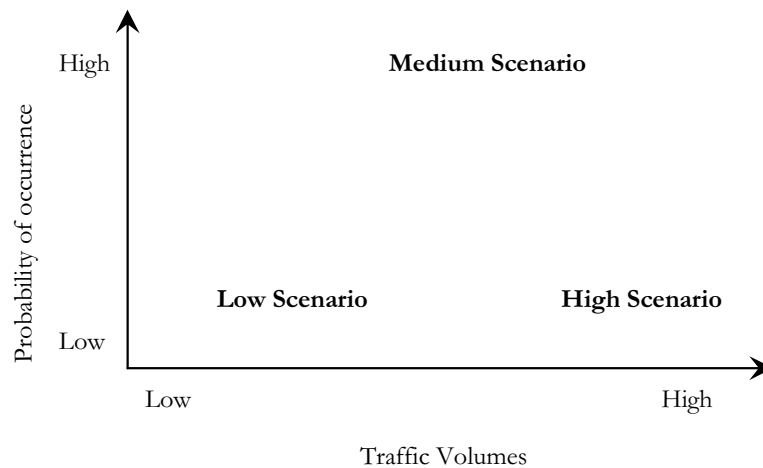 High
Medium Scenario
Probability of occurrence
Low Scenario
High Scenario
Low
Low
High
Traffic Volumes